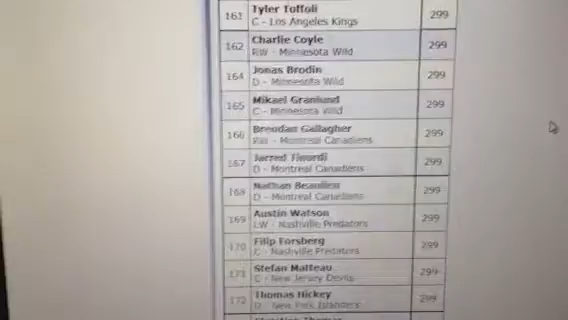 161 Tyler Toffoli 299
C - Los Angeles Kings
162 Charlie Coyle 299
RW - Minnesota Wild
164 Jonas Brodin 299
D - Minnesota Wild
165 Mikael Granlund 299
C - Minnesota Wild
166 Brendan Gallagher 299
RW - Montreal Canadiens
167 Jarred Tinordi 299
D - Montreal Canadiens
168 Nathan Beaulieu 299
D - Montreal Canadiens
169 Austin Watson 299
LW - Nashville Predators
170 Filip Forsberg 299
C - Nashville Predators
171 Stefan Matteau 299
C - New Jersey Devils
172 Thomas Hickey 299
D - New York Islanders